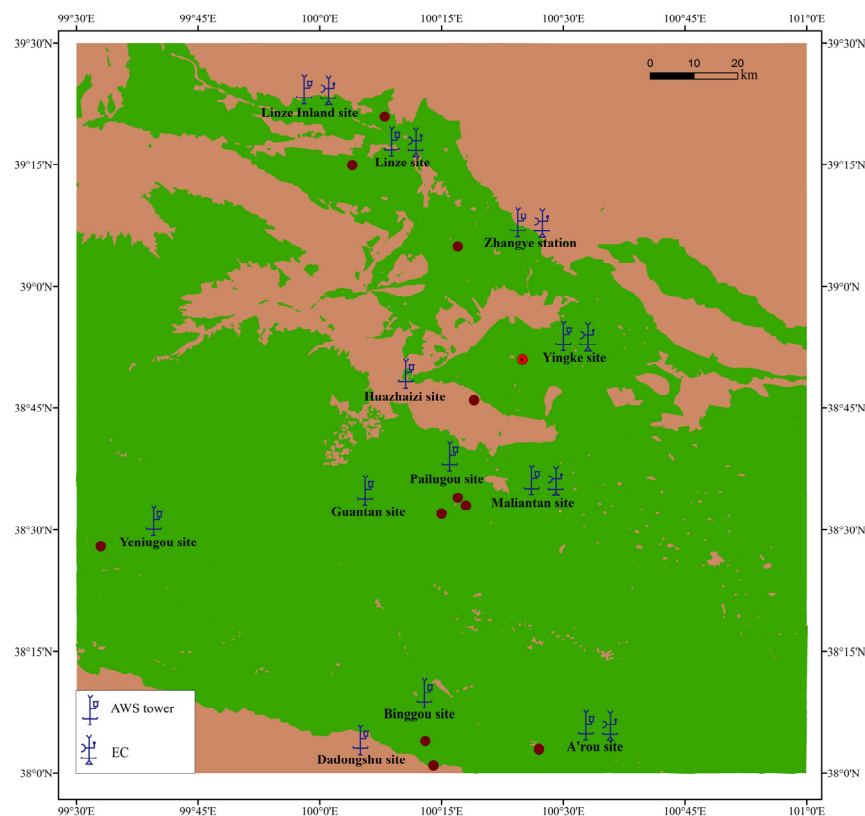 99°30'E 99°45'E 100°0'E 100°15'E 100°30'E 100°45'E 101°0'E
39°30'N 39°30'N
0 10 20
km
Linze Inland site
Linze site
39°15'N 39°15'N
Zhangye station
39°0'N 39°0'N
Yingke site
Huazhaizi site
38°45'N 38°45'N
Pailugou site
Maliantan site
Guantan site
38°30'N 38°30'N
Yeniugou site
38°15'N 38°15'N
AWS tower
Binggou site
EC
A'rou site
Dadongshu site
38°0'N 38°0'N
99°30'E 99°45'E 100°0'E 100°15'E 100°30'E 100°45'E 101°0'E